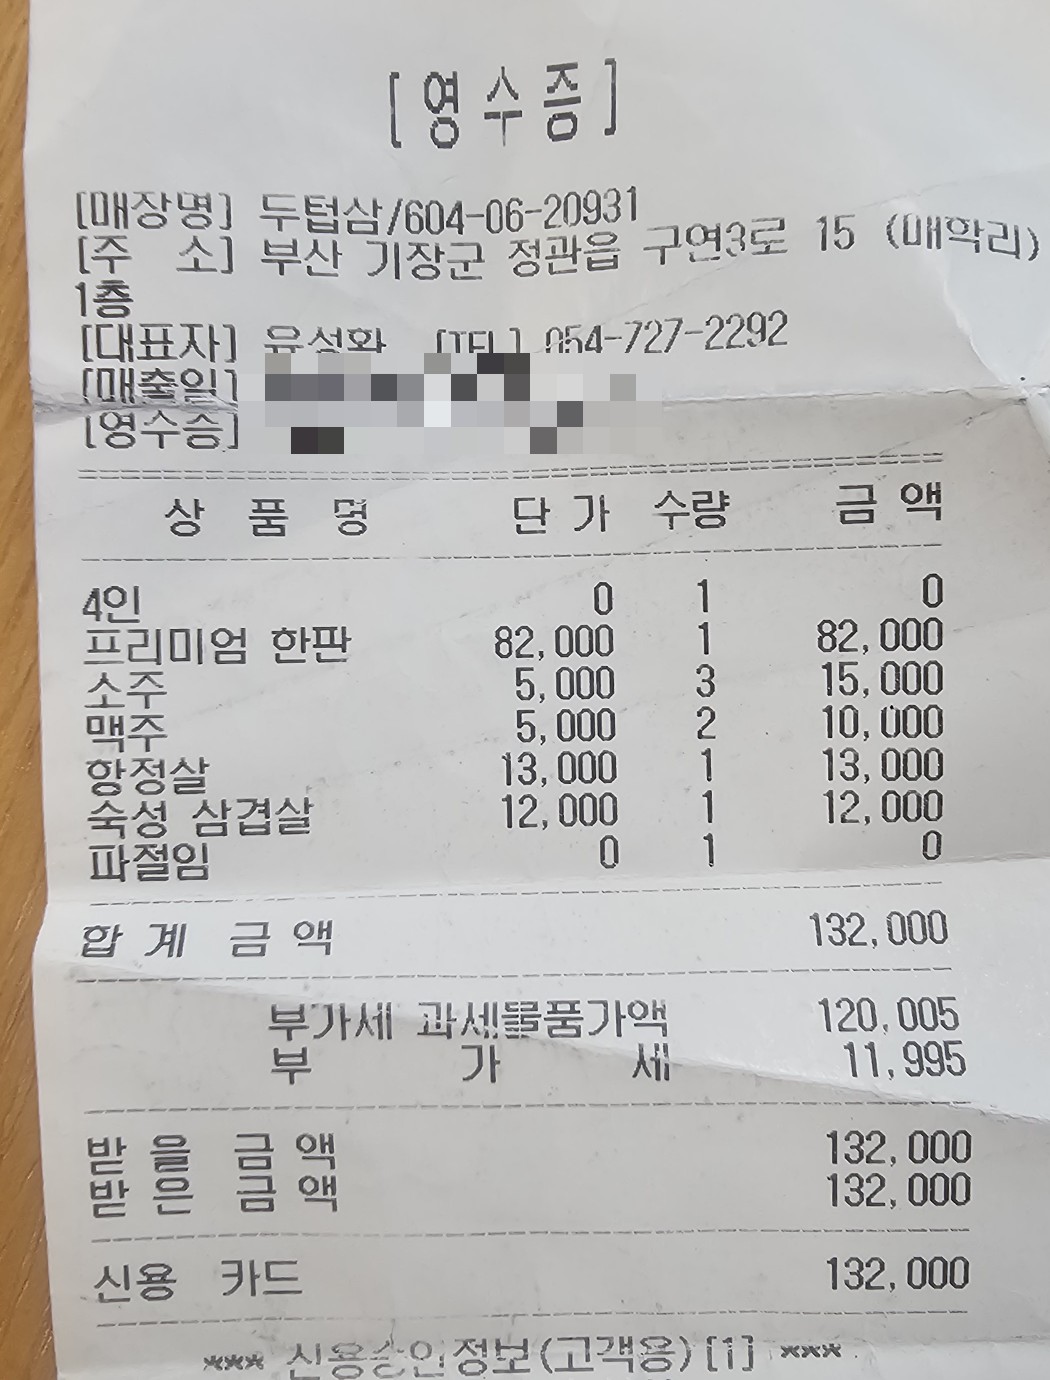 [영수증]
[매장명] 두텁삼/604-06-20931
[주 소] 부산 기장군 정관읍 구연3로 15 (매학리)
1층
[대표자] 유성화 [TEL] 054-727-2292
[매출일]
[영수증]
상 품 명 단 가 수량 금 액
4인 0 1 0
프리미엄 한판 82,000 1 82,000
소주 5,000 3 15,000
맥주 5,000 2 10,000
항정살 13,000 1 13,000
숙성 삼겹살 12,000 1 12,000
파절임 0 1 0
합 계 금 액 132,000
부가세 과세물품가액 120,005
부 가 세 11,995
받 을 금 액 132,000
받 은 금 액 132,000
신용 카드 132,000
*** 신용승인정보(고객용)[1] ***